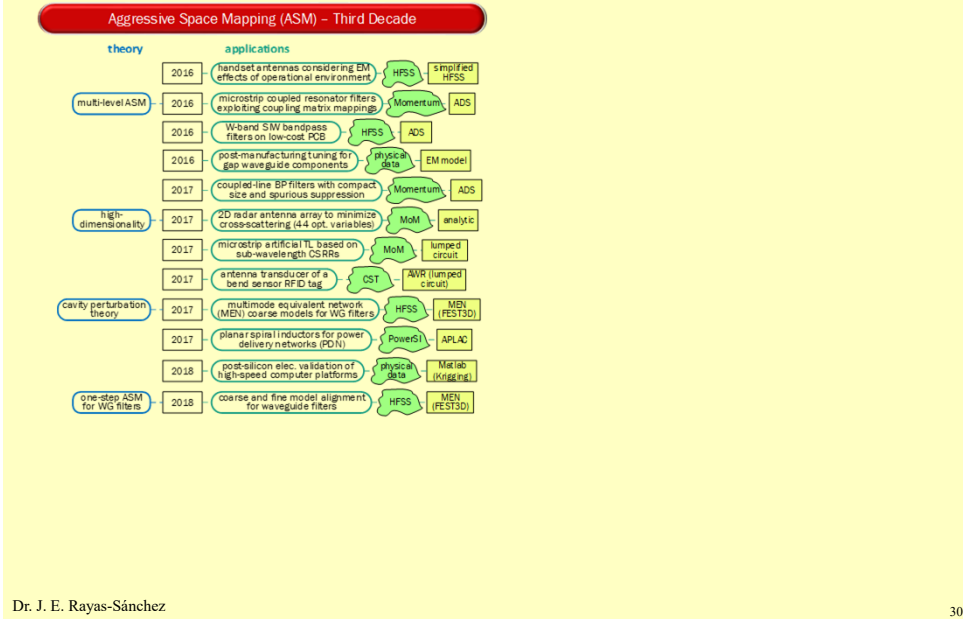 Aggressive Space Mapping (ASM) – Third Decade
theory applications
2016 handset antennas considering EM effects of operational environment HFSS simplified HFSS
multi-level ASM 2016 microstrip coupled resonator filters exploiting coupling matrix mappings Momentum ADS
2016 W-band SIW bandpass filters on low-cost PCB HFSS ADS
2016 post-manufacturing tuning for gap waveguide components physical data EM model
2017 coupled-line BP filters with compact size and spurious suppression Momentum ADS
high-dimensionality 2017 2D radar antenna array to minimize cross-scattering (44 opt. variables) MoM analytic
2017 microstrip artificial TL based on sub-wavelength CSRRs MoM lumped circuit
2017 antenna transducer of a bend sensor RFID tag CST AWR (lumped circuit)
cavity perturbation theory 2017 multimode equivalent network (MEN) coarse models for WG filters HFSS MEN (FEST3D)
2017 planar spiral inductors for power delivery networks (PDN) PowerSI APLAC
2018 post-silicon elec. validation of high-speed computer platforms physical data Matlab (Krigging)
one-step ASM for WG filters 2018 coarse and fine model alignment for waveguide filters HFSS MEN (FEST3D)
Dr. J. E. Rayas-Sánchez
30